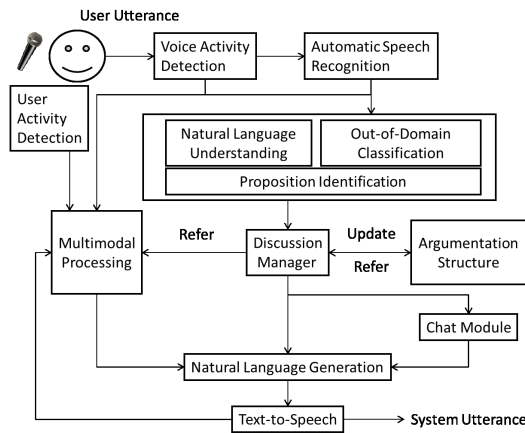 User Utterance
Voice Activity
Detection
Automatic Speech
Recognition
User
Activity
Detection
Natural Language
Understanding
Out-of-Domain
Classification
Proposition Identification
Multimodal
Processing
Refer
Discussion
Manager
Update
Refer
Argumentation
Structure
Chat Module
Natural Language Generation
Text-to-Speech
System Utterance